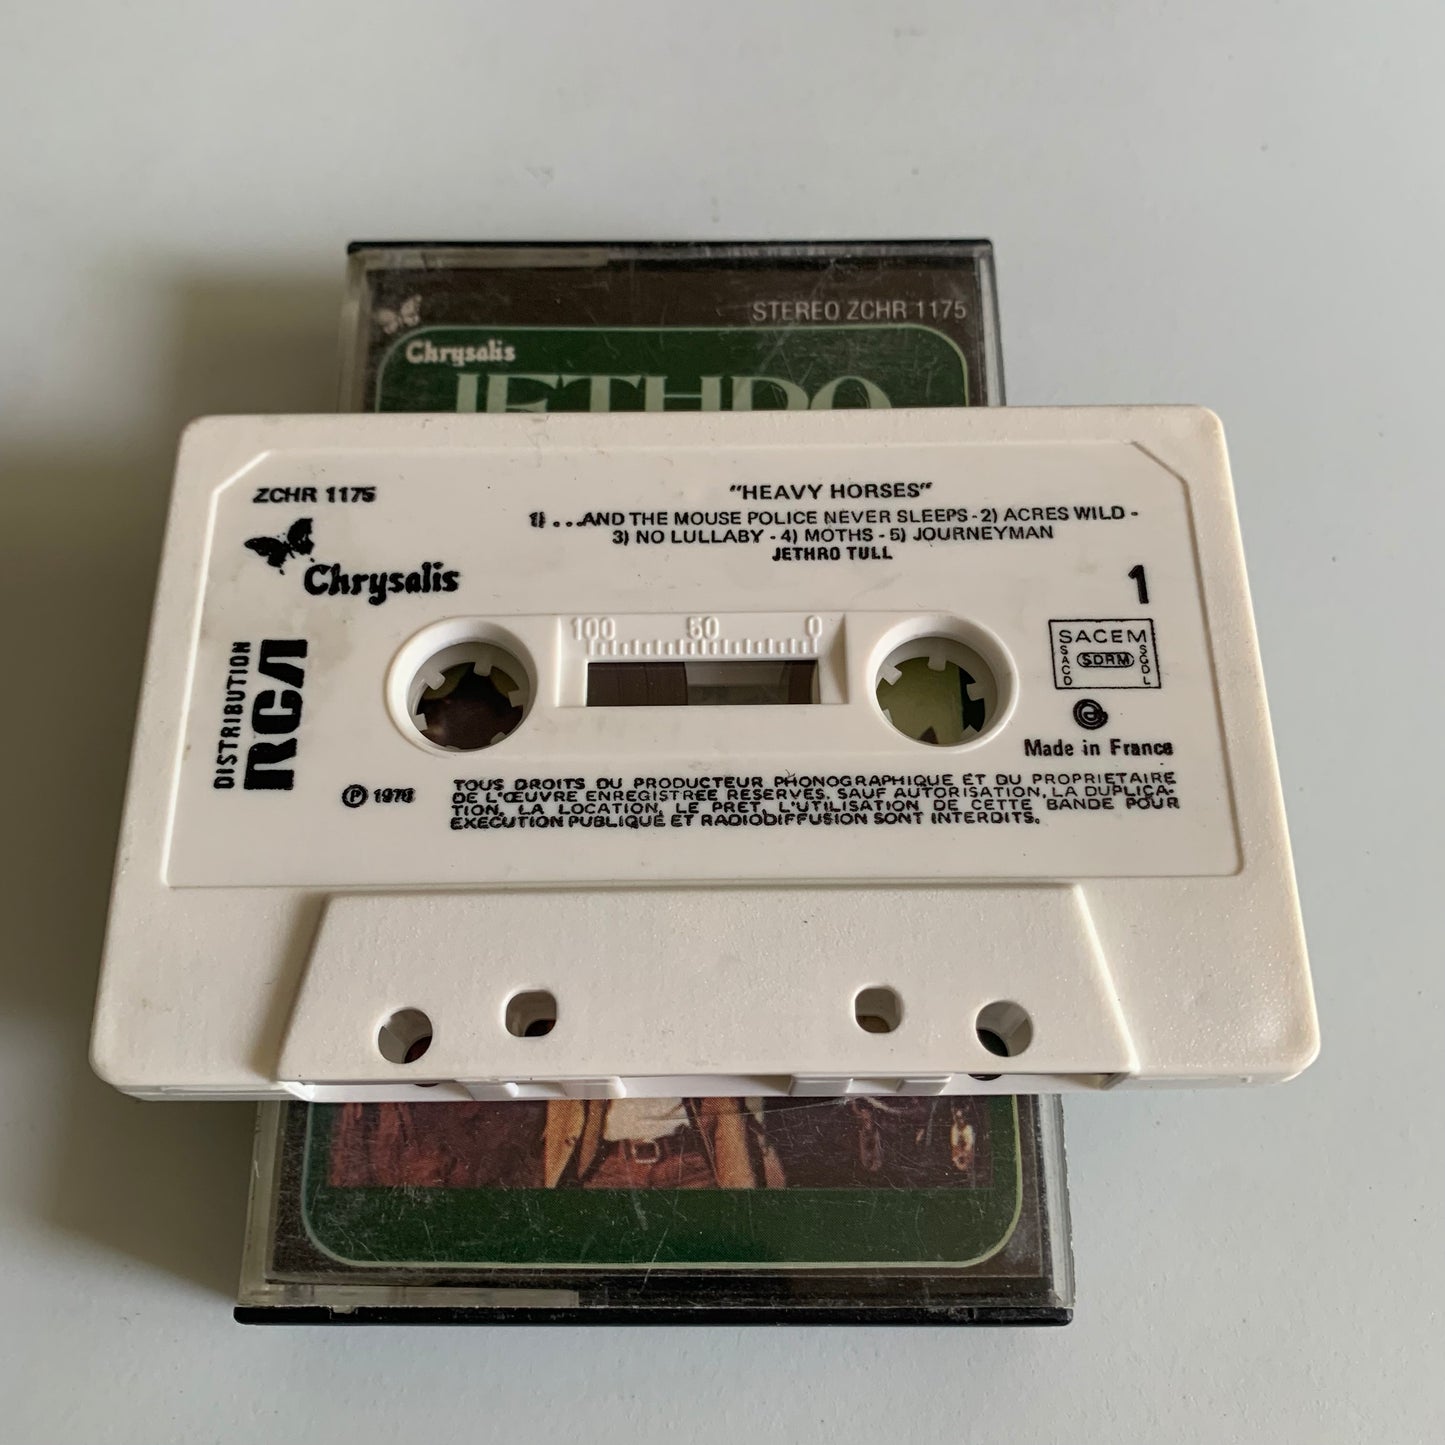 STEREO ZCHR 1175
Chrysalis
JETHRO
ZCHR 1175
"HEAVY HORSES"
1) ...AND THE MOUSE POLICE NEVER SLEEPS - 2) ACRES WILD -
3) NO LULLABY - 4) MOTHS - 5) JOURNEYMAN
JETHRO TULL
Chrysalis
1
DISTRIBUTION
RCA
100 50 0
SACEM
SACD
SDRM
SGDL
Made in France
Ⓟ 1978
TOUS DROITS DU PRODUCTEUR PHONOGRAPHIQUE ET DU PROPRIETAIRE
DE L'ŒUVRE ENREGISTREE RESERVES. SAUF AUTORISATION, LA DUPLICA-
TION, LA LOCATION, LE PRET, L'UTILISATION DE CETTE BANDE POUR
EXECUTION PUBLIQUE ET RADIODIFFUSION SONT INTERDITS.